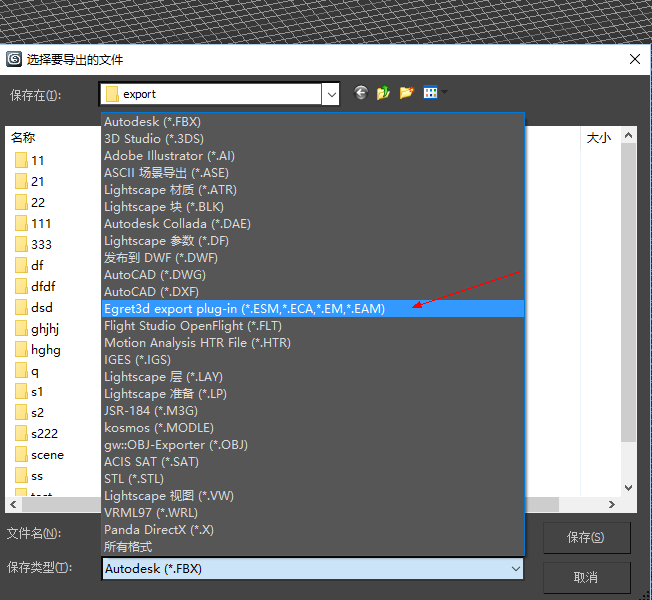 选择要导出的文件
保存在(I):
export
名称
大小
11
21
22
111
333
df
dfdf
dsd
ghjhj
hghg
q
s1
s2
s222
scene
ss
Autodesk (*.FBX)
3D Studio (*.3DS)
Adobe Illustrator (*.AI)
ASCII 场景导出 (*.ASE)
Lightscape 材质 (*.ATR)
Lightscape 块 (*.BLK)
Autodesk Collada (*.DAE)
Lightscape 参数 (*.DF)
发布到 DWF (*.DWF)
AutoCAD (*.DWG)
AutoCAD (*.DXF)
Egret3d export plug-in (*.ESM,*.ECA,*.EM,*.EAM)
Flight Studio OpenFlight (*.FLT)
Motion Analysis HTR File (*.HTR)
IGES (*.IGS)
Lightscape 层 (*.LAY)
Lightscape 准备 (*.LP)
JSR-184 (*.M3G)
kosmos (*.MODLE)
gw::OBJ-Exporter (*.OBJ)
ACIS SAT (*.SAT)
STL (*.STL)
Lightscape 视图 (*.VW)
VRML97 (*.WRL)
Panda DirectX (*.X)
所有格式
文件名(N):
保存(S)
保存类型(T):
Autodesk (*.FBX)
取消